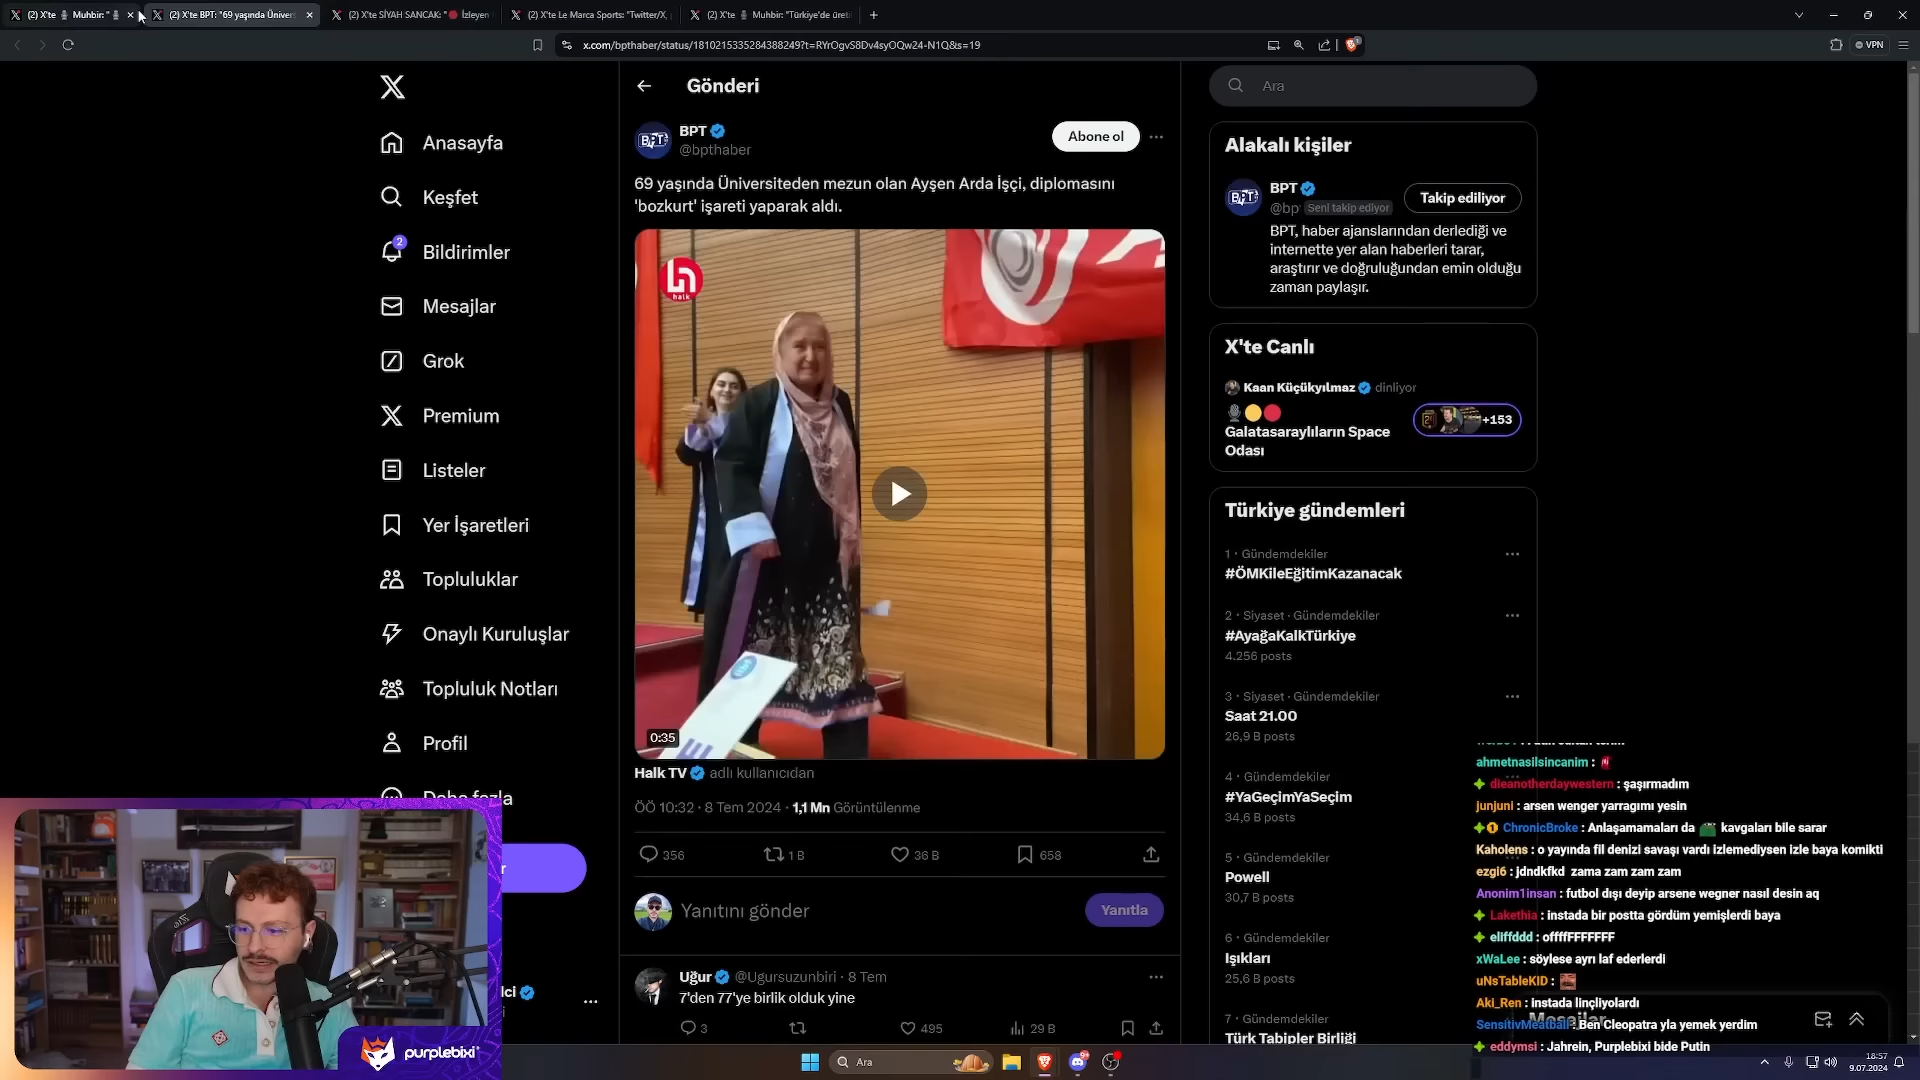 (2) X'te Muhbir: "
(2) X'te BPT: "69 yaşında Üniver
(2) X'te SİYAH SANCAK: " İzleyen
(2) X'te Le Marca Sports: "Twitter/X,
(2) X'te Muhbir: "Türkiye'de üreti
x.com/bpthaber/status/1810215335284388249?t=RYrOgvS8Dv4syOQw24-N1Q&s=19
VPN
Anasayfa
Keşfet
2
Bildirimler
Mesajlar
Grok
Premium
Listeler
Yer İşaretleri
Topluluklar
Onaylı Kuruluşlar
Topluluk Notları
Profil
Daha fazla
Gönderi
BPT
@bpthaber
Abone ol
69 yaşında Üniversiteden mezun olan Ayşen Arda İşçi, diplomasını
'bozkurt' işareti yaparak aldı.
halk
0:35
Halk TV adlı kullanıcıdan
ÖÖ 10:32 · 8 Tem 2024 · 1,1 Mn Görüntülenme
356 1 B 36 B 658
Yanıtını gönder
Yanıtla
Uğur @Ugursuzunbiri · 8 Tem
7'den 77'ye birlik olduk yine
3 495 29 B
Ara
Alakalı kişiler
BPT
@bp Seni takip ediyor
Takip ediliyor
BPT, haber ajanslarından derlediği ve
internette yer alan haberleri tarar,
araştırır ve doğruluğundan emin olduğu
zaman paylaşır.
X'te Canlı
Kaan Küçükyılmaz dinliyor
Galatasaraylıların Space
Odası
+153
Türkiye gündemleri
1 · Gündemdekiler
#ÖMKileEğitimKazanacak
2 · Siyaset · Gündemdekiler
#AyağaKalkTürkiye
4.256 posts
3 · Siyaset · Gündemdekiler
Saat 21.00
26,9 B posts
4 · Gündemdekiler
#YaGeçimYaSeçim
34,6 B posts
5 · Gündemdekiler
Powell
30,7 B posts
6 · Gündemdekiler
Işıkları
25,6 B posts
7 · Gündemdekiler
Türk Tabipler Birliği
Mesajlar
ahmetnasilsincanim :
dieanotherdaywestern : şaşırmadım
junjuni : arsen wenger yarragımı yesin
ChronicBroke : Anlaşamamaları da kavgaları bile sarar
Kaholens : o yayında fil denizi savaşı vardı izlemediysen izle baya komikti
ezgi6 : jdndkfkd zama zam zam zam
Anonim1insan : futbol dışı deyip arsene wegner nasıl desin aq
Lakethia : instada bir postta gördüm yemişlerdi baya
eliffddd : offffFFFFFFF
xWaLee : söylese ayrı laf ederlerdi
uNsTableKID :
Aki_Ren : instada linçliyolardı
SensitivMeatball : Ben Cleopatra yla yemek yerdim
eddymsi : Jahrein, Purplebixi bide Putin
purplebixi
Ara
18:57
9.07.2024